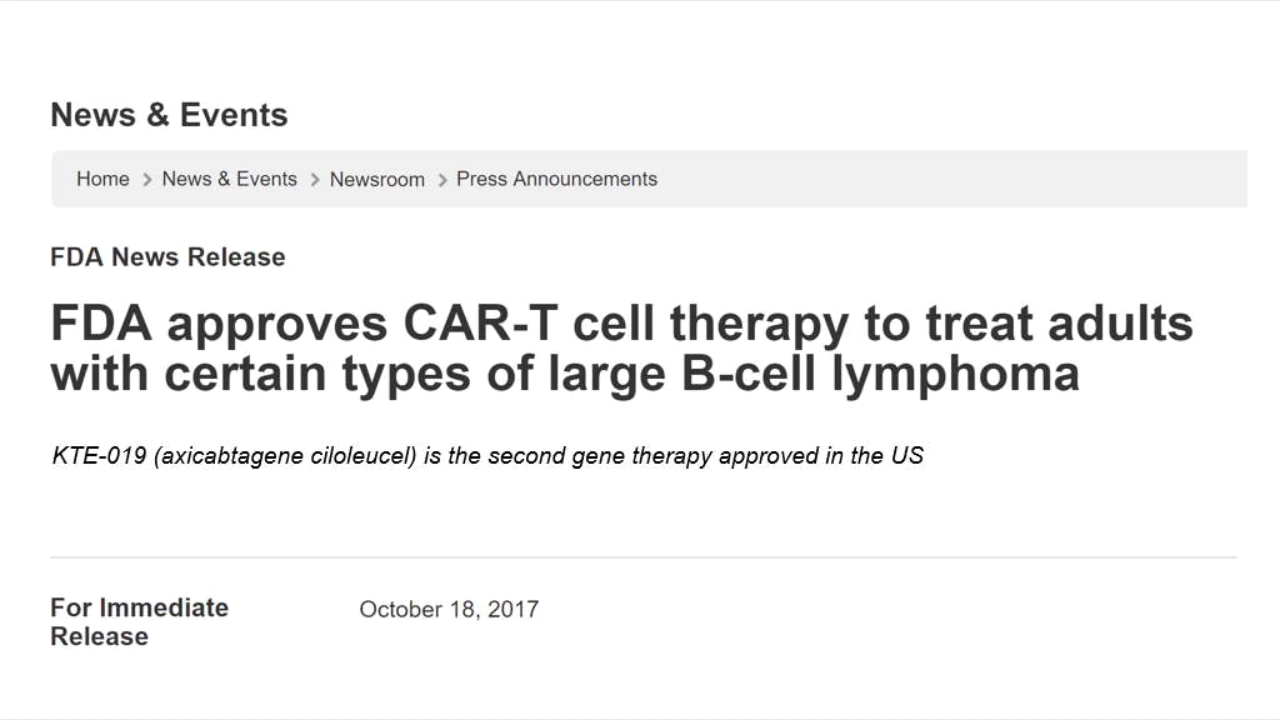 News & Events
Home > News & Events > Newsroom > Press Announcements
FDA News Release
FDA approves CAR-T cell therapy to treat adults
with certain types of large B-cell lymphoma
KTE-019 (axicabtagene ciloleucel) is the second gene therapy approved in the US
For Immediate October 18, 2017
Release